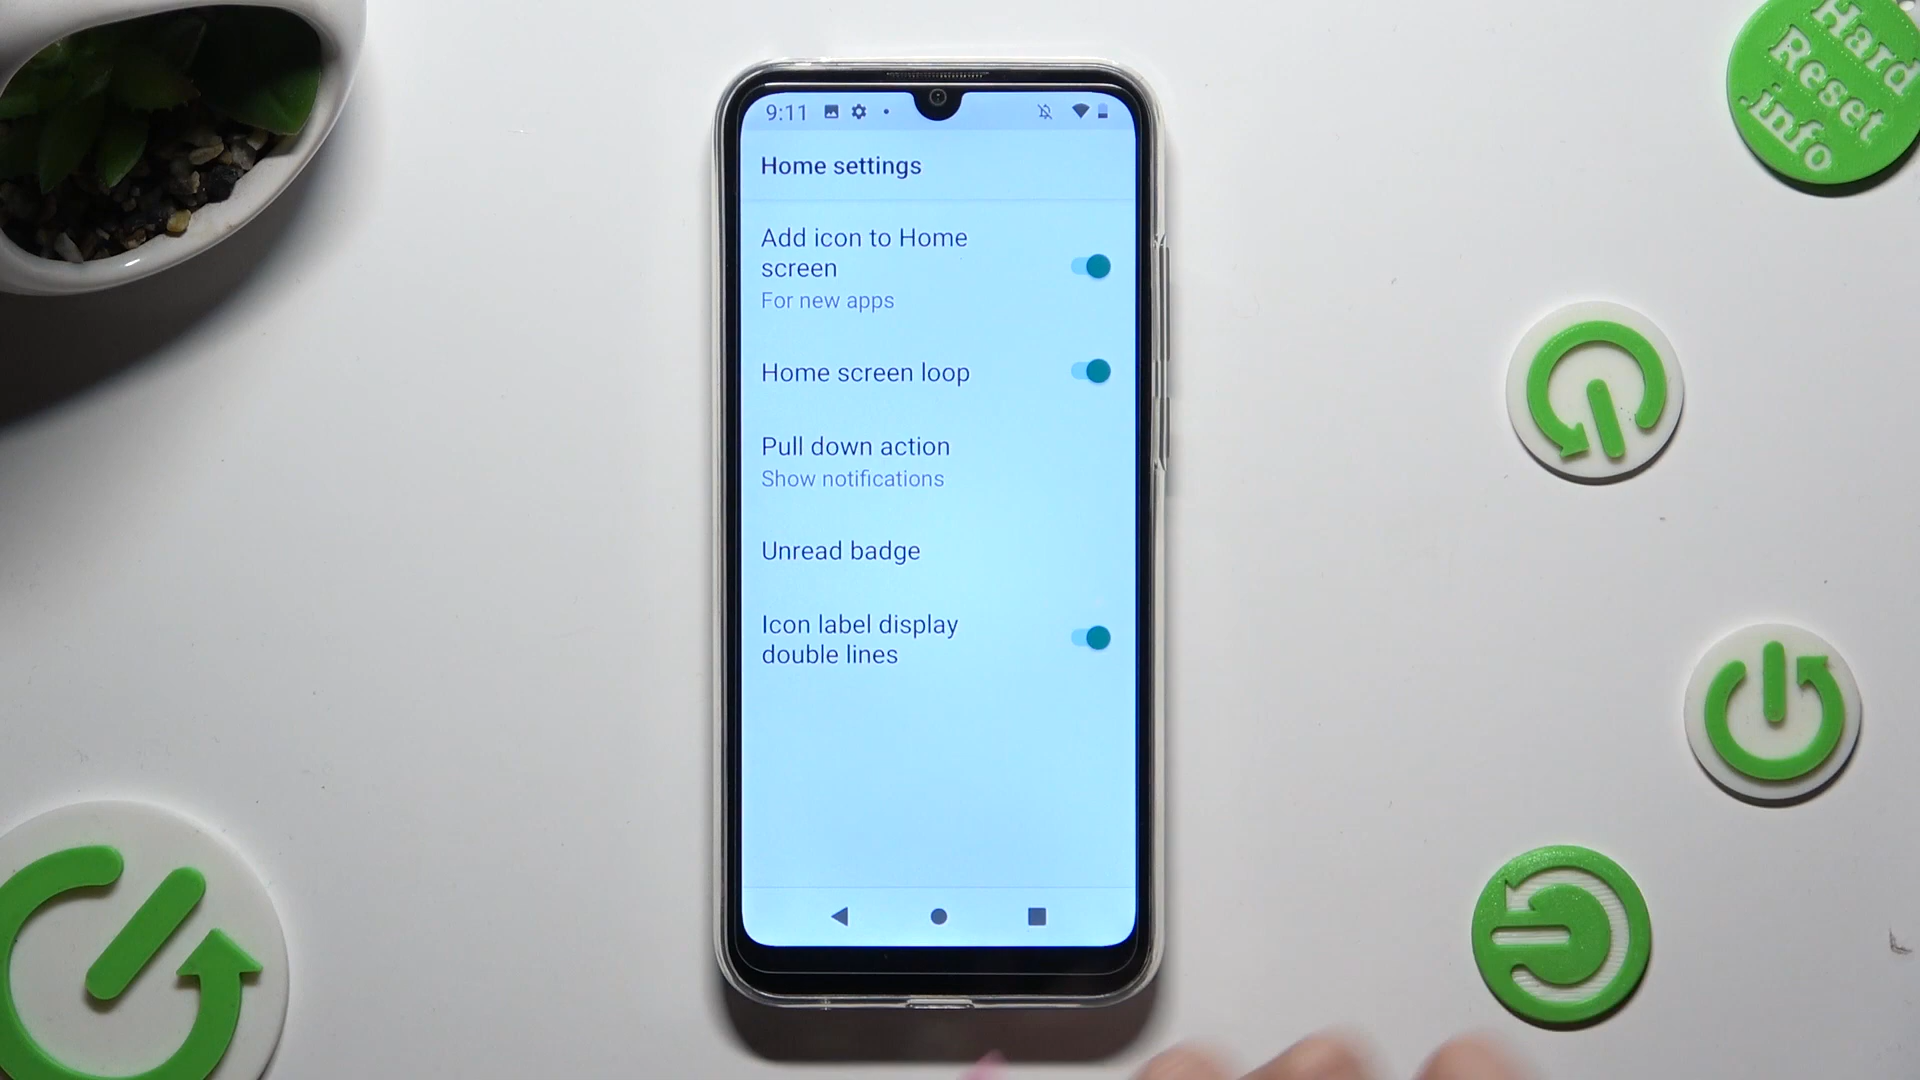 9:11
Home settings
Add icon to Home
screen
For new apps
Home screen loop
Pull down action
Show notifications
Unread badge
Icon label display
double lines
Hard
Reset
.info